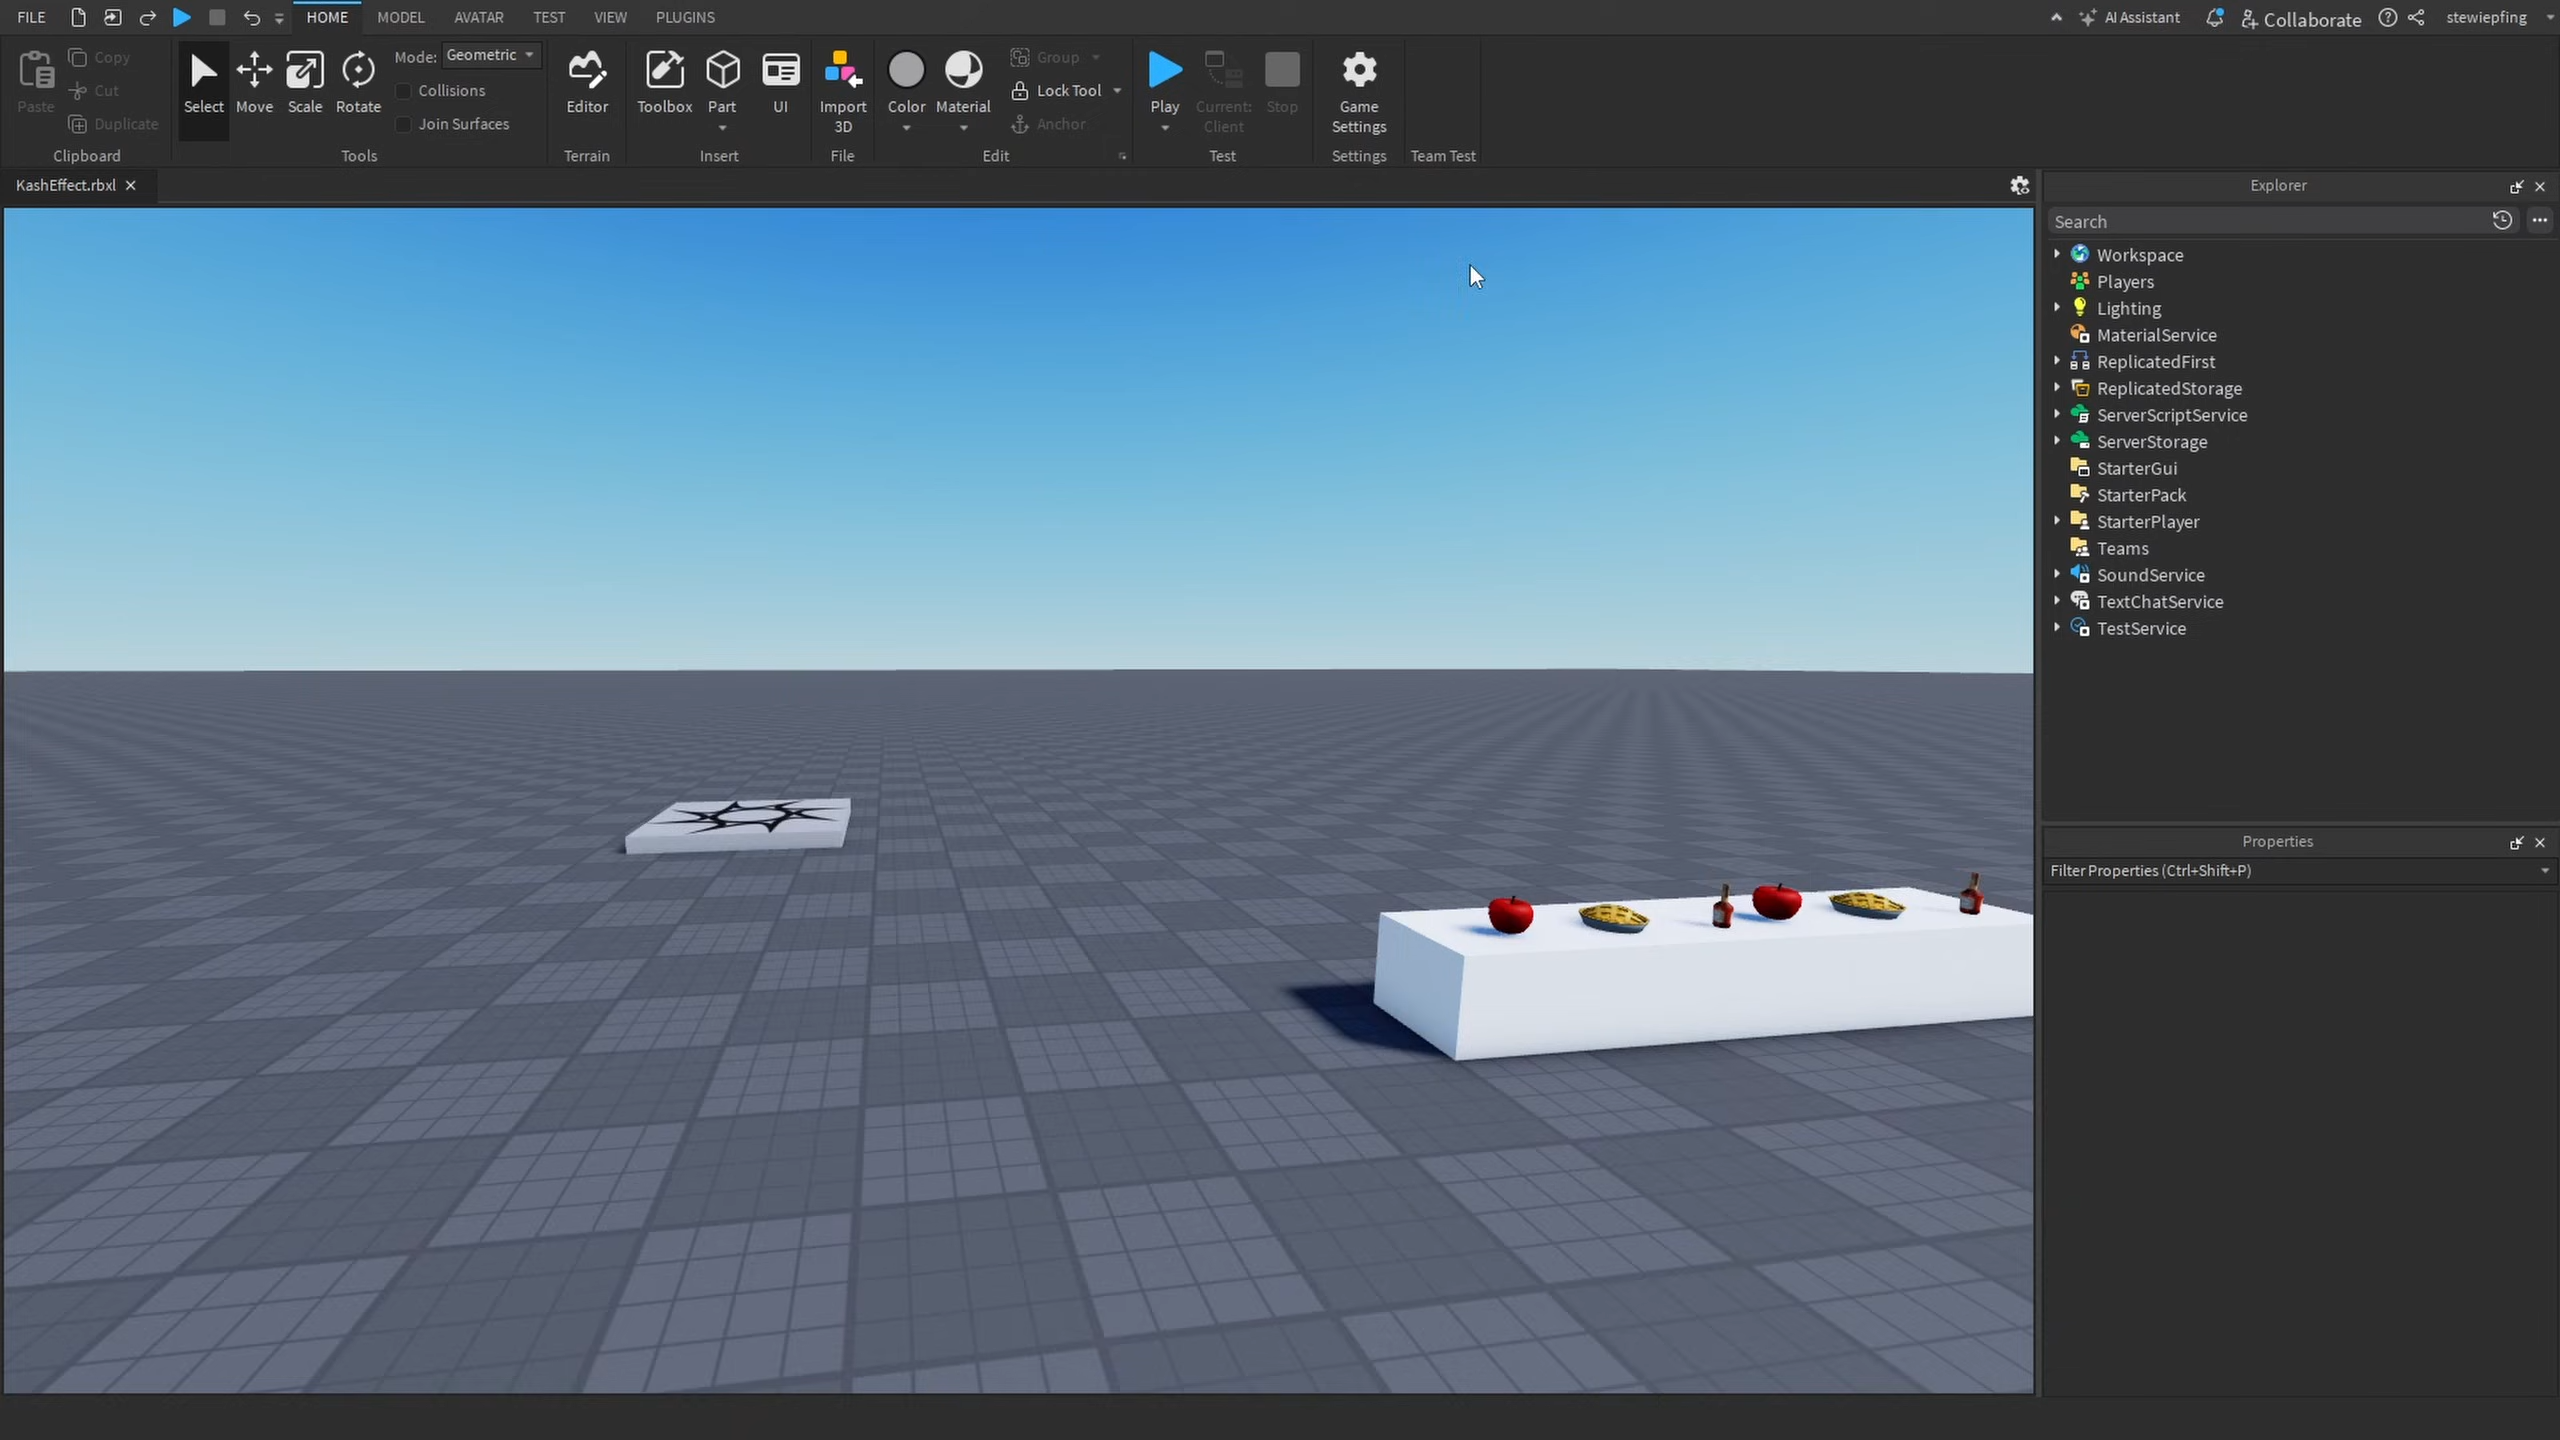 FILE HOME MODEL AVATAR TEST VIEW PLUGINS AI Assistant Collaborate stewiepfing
Paste
Copy
Cut
Duplicate
Clipboard
Select Move Scale Rotate
Mode: Geometric
Collisions
Join Surfaces
Tools
Editor
Terrain
Toolbox Part UI
Insert
Import
3D
File
Color Material
Group
Lock Tool
Anchor
Edit
Play Current:
Client Stop
Test
Game
Settings
Settings
Team Test
KashEffect.rbxl
Explorer
Search
Workspace
Players
Lighting
MaterialService
ReplicatedFirst
ReplicatedStorage
ServerScriptService
ServerStorage
StarterGui
StarterPack
StarterPlayer
Teams
SoundService
TextChatService
TestService
Properties
Filter Properties (Ctrl+Shift+P)